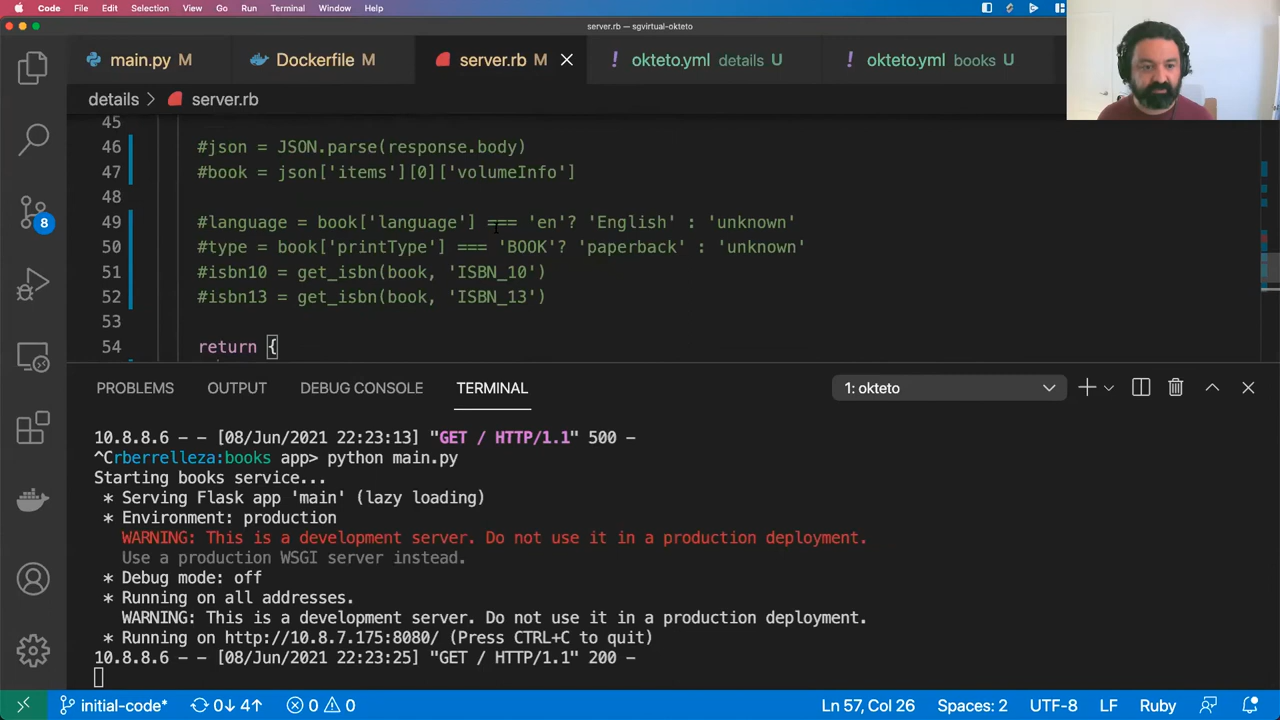 Code File Edit Selection View Go Run Terminal Window Help
server.rb — sgvirtual-okteto
main.py M Dockerfile M server.rb M okteto.yml details U okteto.yml books U
details > server.rb
45
46 #json = JSON.parse(response.body)
47 #book = json['items'][0]['volumeInfo']
48
49 #language = book['language'] === 'en'? 'English' : 'unknown'
50 #type = book['printType'] === 'BOOK'? 'paperback' : 'unknown'
51 #isbn10 = get_isbn(book, 'ISBN_10')
52 #isbn13 = get_isbn(book, 'ISBN_13')
53
54 return {
PROBLEMS OUTPUT DEBUG CONSOLE TERMINAL 1: okteto
8
10.8.8.6 - - [08/Jun/2021 22:23:13] "GET / HTTP/1.1" 500 -
^Crberrelleza:books app> python main.py
Starting books service...
* Serving Flask app 'main' (lazy loading)
* Environment: production
WARNING: This is a development server. Do not use it in a production deployment.
Use a production WSGI server instead.
* Debug mode: off
* Running on all addresses.
WARNING: This is a development server. Do not use it in a production deployment.
* Running on http://10.8.7.175:8080/ (Press CTRL+C to quit)
10.8.8.6 - - [08/Jun/2021 22:23:25] "GET / HTTP/1.1" 200 -
initial-code* 0↓ 4↑ 0 0 Ln 57, Col 26 Spaces: 2 UTF-8 LF Ruby